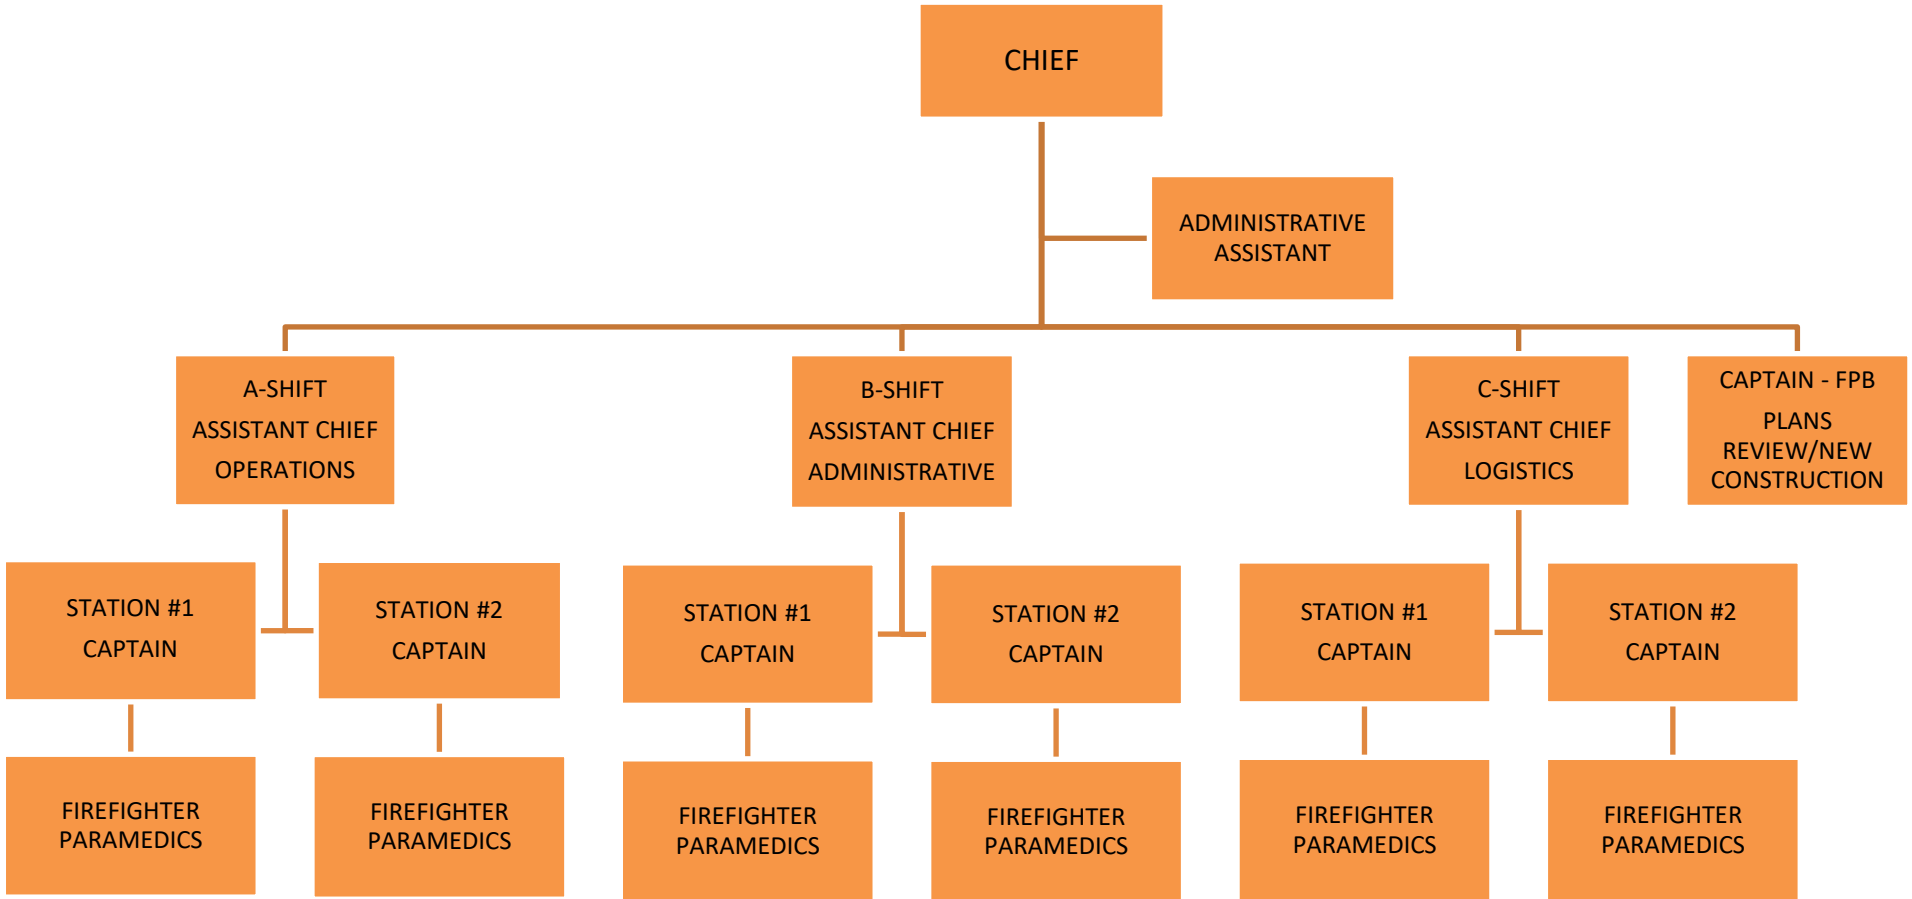 CHIEF
ADMINISTRATIVE
ASSISTANT
A-SHIFT
ASSISTANT CHIEF
OPERATIONS
B-SHIFT
ASSISTANT CHIEF
ADMINISTRATIVE
C-SHIFT
ASSISTANT CHIEF
LOGISTICS
CAPTAIN - FPB
PLANS
REVIEW/NEW
CONSTRUCTION
STATION #1
CAPTAIN
STATION #2
CAPTAIN
STATION #1
CAPTAIN
STATION #2
CAPTAIN
STATION #1
CAPTAIN
STATION #2
CAPTAIN
FIREFIGHTER
PARAMEDICS
FIREFIGHTER
PARAMEDICS
FIREFIGHTER
PARAMEDICS
FIREFIGHTER
PARAMEDICS
FIREFIGHTER
PARAMEDICS
FIREFIGHTER
PARAMEDICS